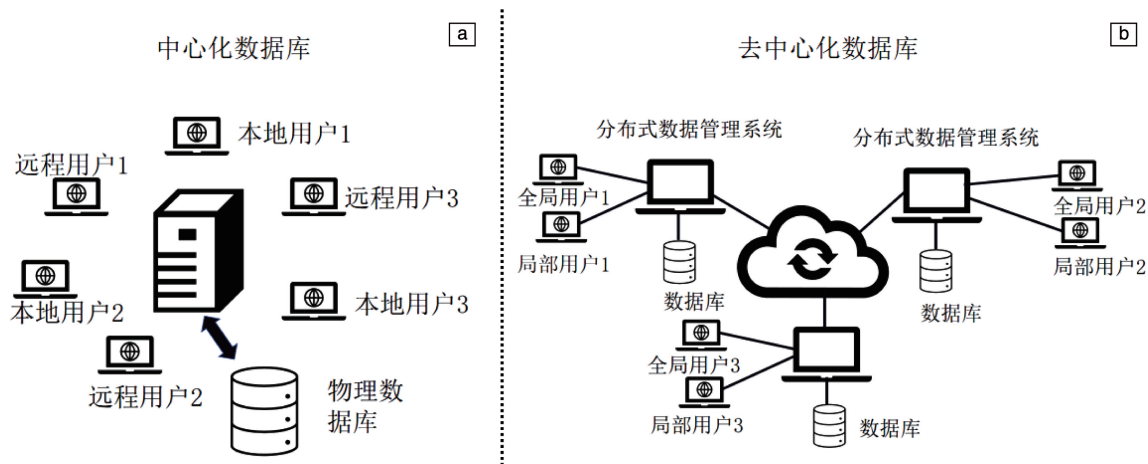 中心化数据库
a
本地用户1
远程用户1
远程用户3
本地用户2
本地用户3
远程用户2
物理数
据库
去中心化数据库
b
分布式数据管理系统
分布式数据管理系统
全局用户1
局部用户1
数据库
全局用户2
局部用户2
数据库
全局用户3
局部用户3
数据库